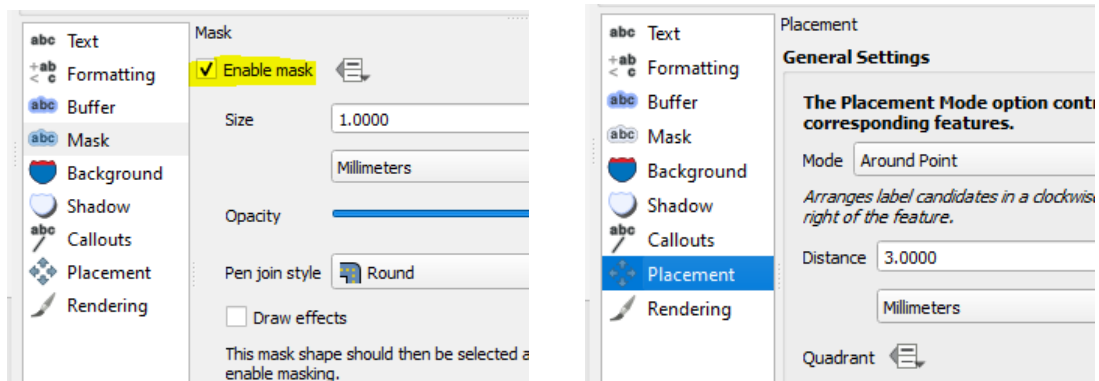 abc Text
+ab
< c Formatting
abc Buffer
abc Mask
Background
Shadow
abc Callouts
Placement
Rendering
Mask
Enable mask
Size 1.0000
Millimeters
Opacity
Pen join style Round
Draw effects
This mask shape should then be selected a
enable masking.
abc Text
+ab
< c Formatting
abc Buffer
abc Mask
Background
Shadow
abc Callouts
Placement
Rendering
Placement
General Settings
The Placement Mode option contr
corresponding features.
Mode Around Point
Arranges label candidates in a clockwise
right of the feature.
Distance 3.0000
Millimeters
Quadrant